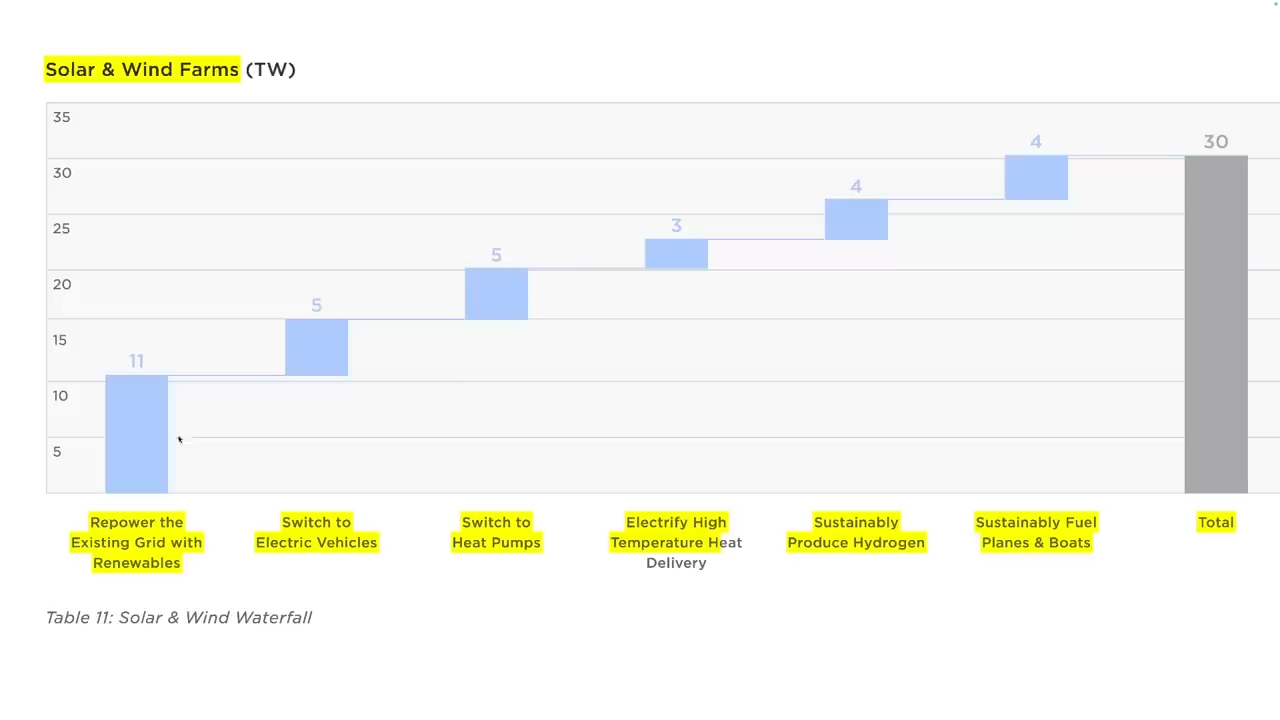 Solar & Wind Farms (TW)
35
30
25
20
15
10
5
11
5
5
3
4
4
30
Repower the
Existing Grid with
Renewables
Switch to
Electric Vehicles
Switch to
Heat Pumps
Electrify High
Temperature Heat
Delivery
Sustainably
Produce Hydrogen
Sustainably Fuel
Planes & Boats
Total
Table 11: Solar & Wind Waterfall